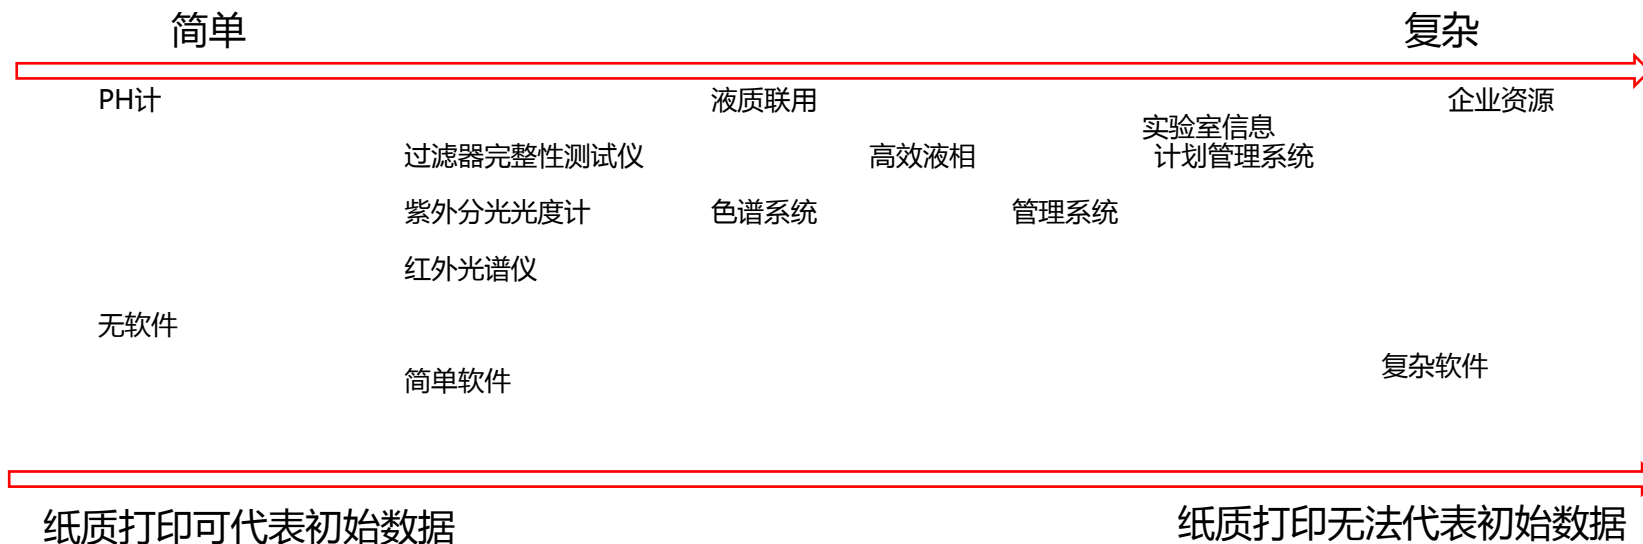 简单
复杂
PH计
液质联用
企业资源
实验室信息
过滤器完整性测试仪
高效液相
计划管理系统
紫外分光光度计
色谱系统
管理系统
红外光谱仪
无软件
复杂软件
简单软件
纸质打印可代表初始数据
纸质打印无法代表初始数据